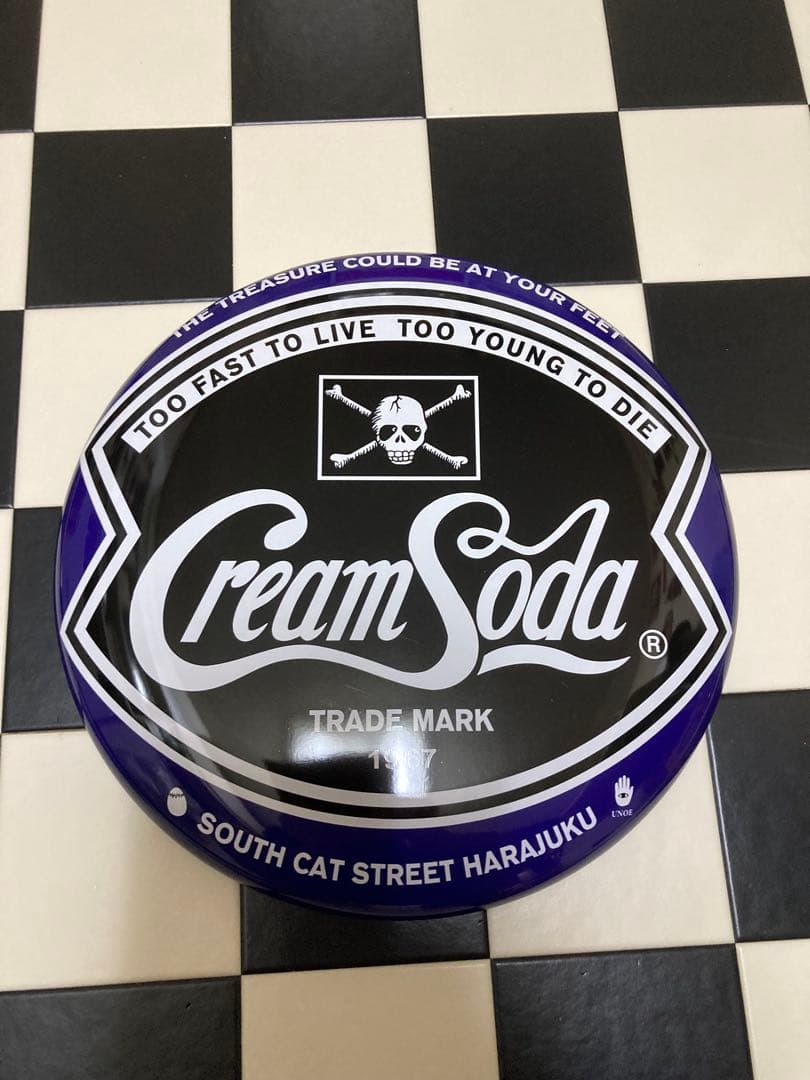 THE TREASURE COULD BE AT YOUR FEET
TOO FAST TO LIVE TOO YOUNG TO DIE
Cream Soda ®
TRADE MARK
1967
SOUTH CAT STREET HARAJUKU
UNOE